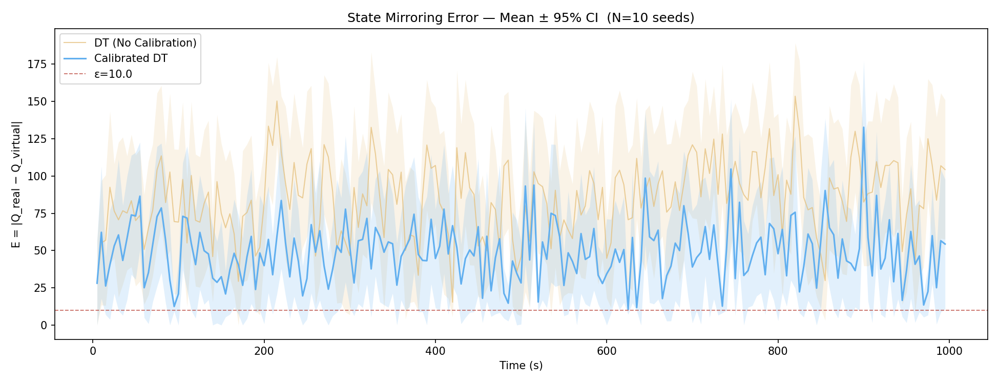 State Mirroring Error — Mean ± 95% CI  (N=10 seeds)
DT (No Calibration)
Calibrated DT
ε=10.0
E = |Q_real − Q_virtual|
175
150
125
100
75
50
25
0
0 200 400 600 800 1000
Time (s)